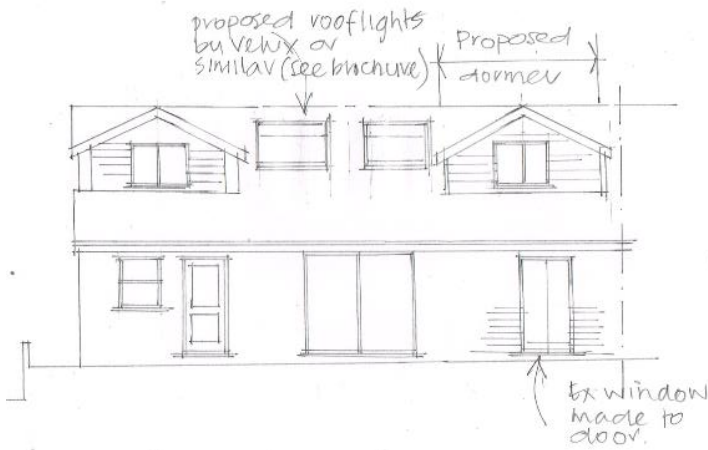 proposed rooflights
by velux or
similar (see brochure)
Proposed
dormer
Ex window
made to
door.